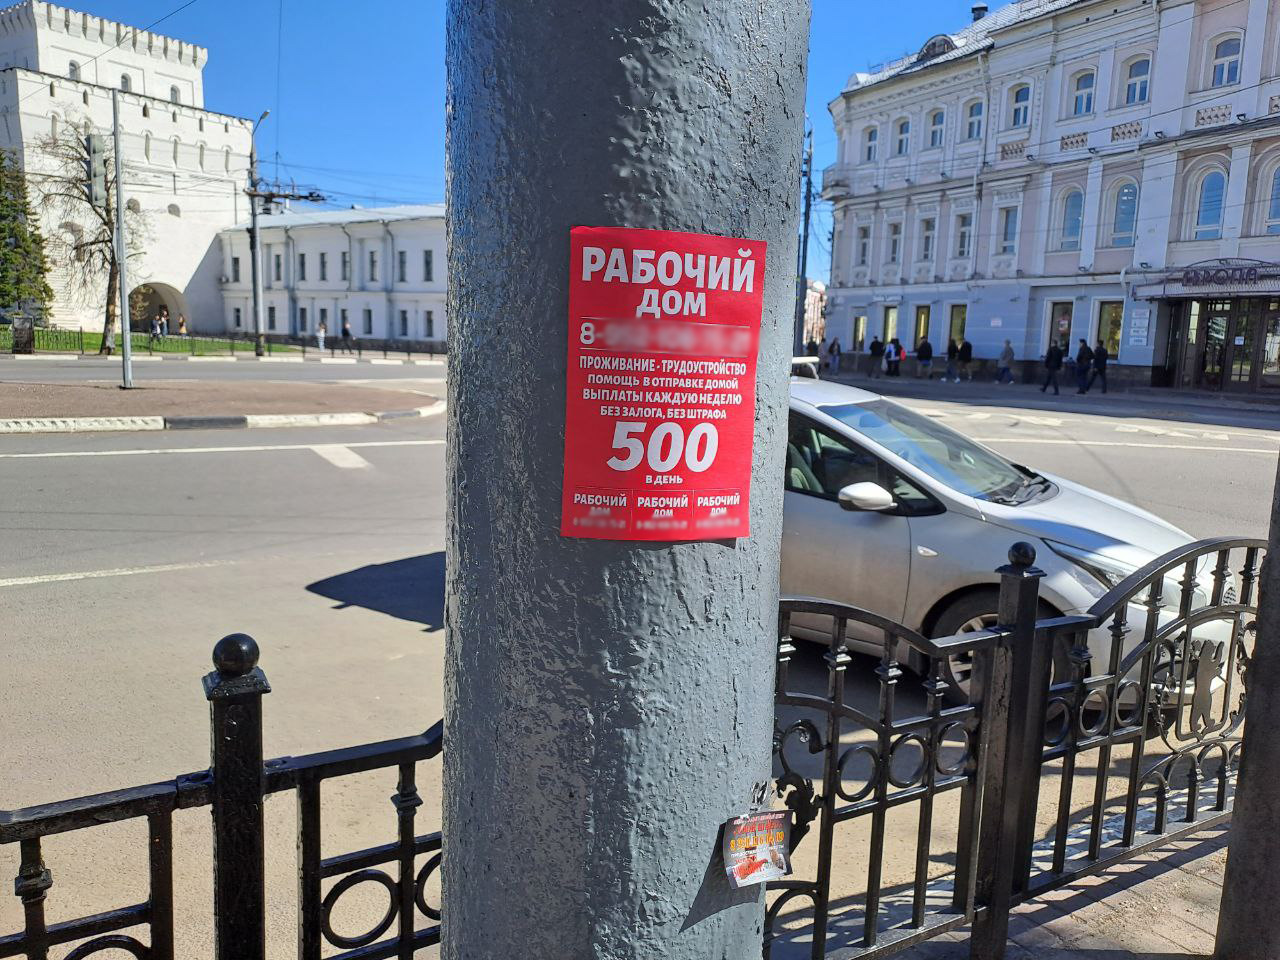 РАБОЧИЙ
ДОМ
8-
ПРОЖИВАНИЕ - ТРУДОУСТРОЙСТВО
ПОМОЩЬ В ОТПРАВКЕ ДОМОЙ
ВЫПЛАТЫ КАЖДУЮ НЕДЕЛЮ
БЕЗ ЗАЛОГА, БЕЗ ШТРАФА
500
В ДЕНЬ
РАБОЧИЙ
ДОМ
РАБОЧИЙ
ДОМ
РАБОЧИЙ
ДОМ